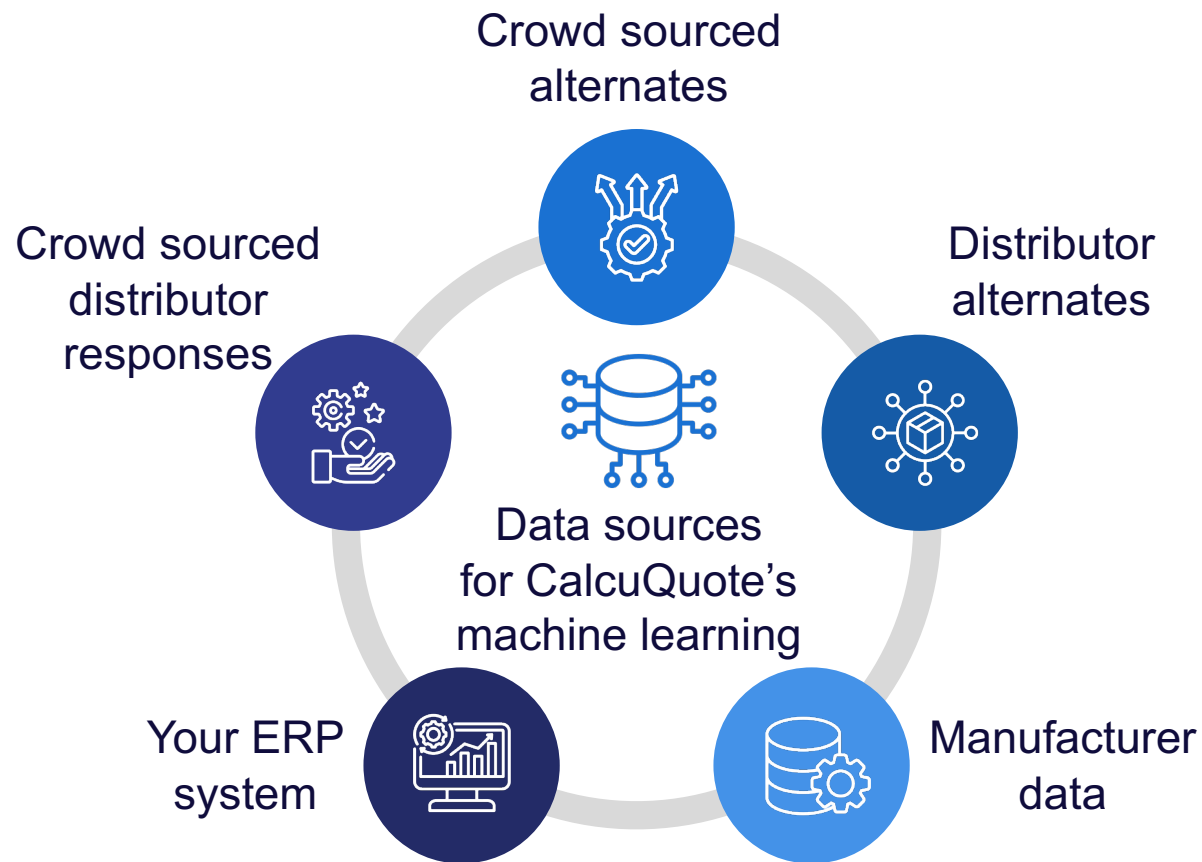 Crowd sourced
alternates
Crowd sourced
distributor
responses
Distributor
alternates
Data sources
for CalcuQuote’s
machine learning
Your ERP
system
Manufacturer
data